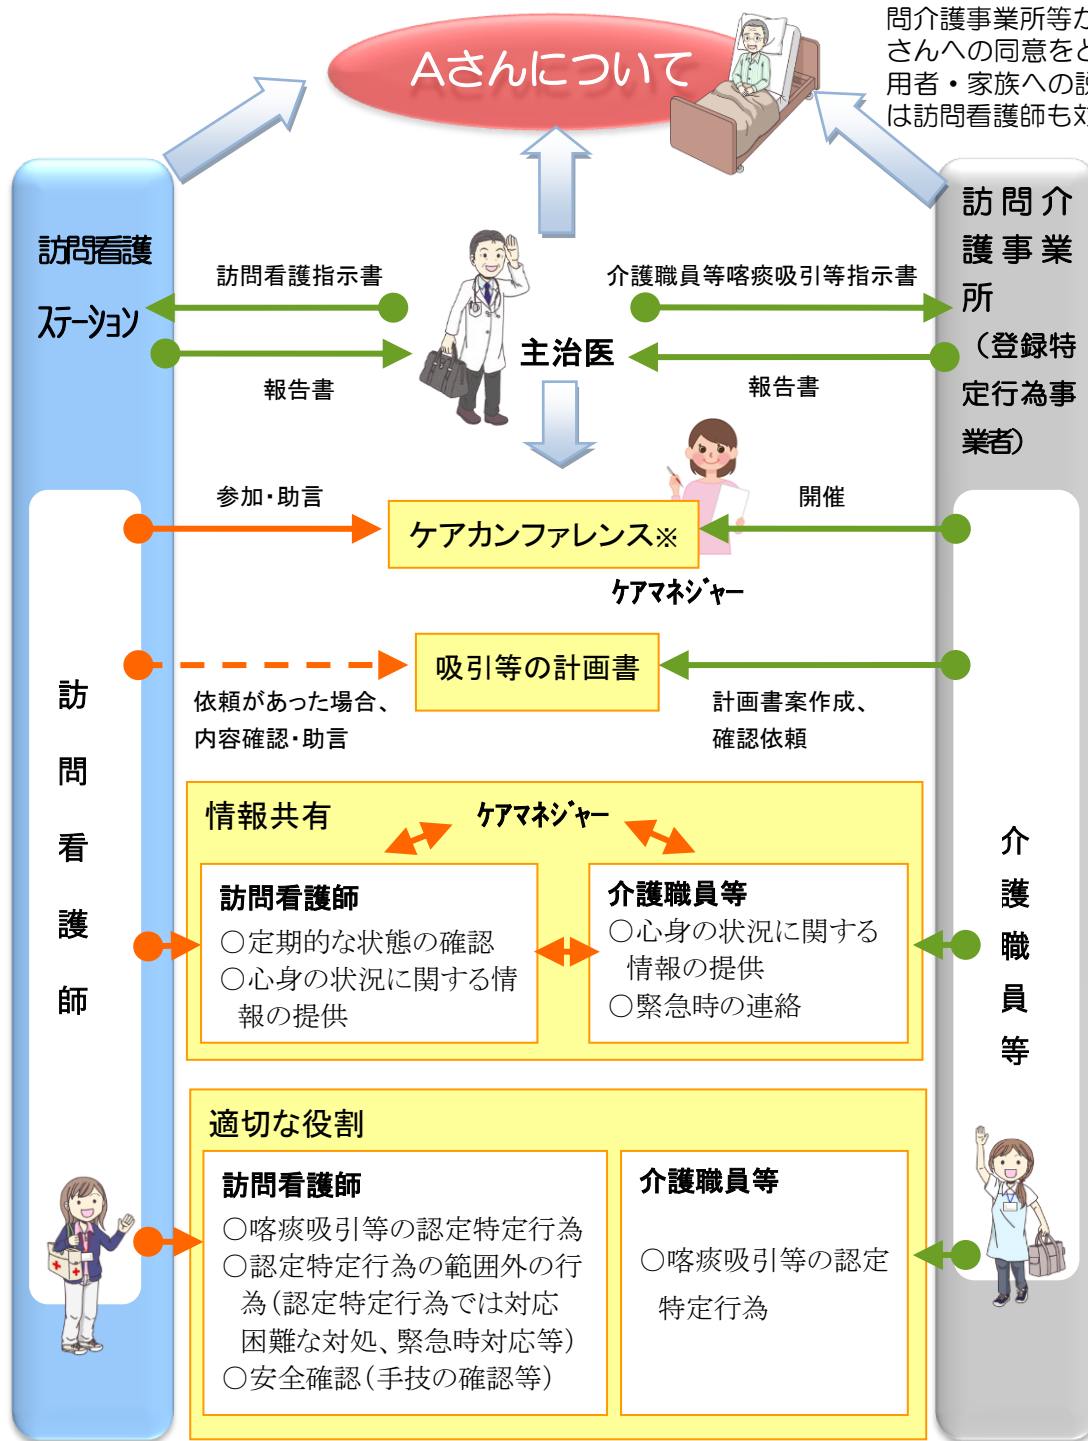 問介護事業所等が
さんへの同意をと
用者・家族への説
は訪問看護師も対
Aさんについて
訪問看護
ステーション
訪問介
護事業
所
（登録特
定行為事
業者）
訪問看護指示書
介護職員等喀痰吸引等指示書
主治医
報告書
報告書
参加・助言
開催
ケアカンファレンス※
ケアマネジャー
吸引等の計画書
依頼があった場合、
内容確認・助言
計画書案作成、
確認依頼
訪問看護師
介護職員等
情報共有
ケアマネジャー
訪問看護師
○定期的な状態の確認
○心身の状況に関する情
報の提供
介護職員等
○心身の状況に関する
情報の提供
○緊急時の連絡
適切な役割
訪問看護師
○喀痰吸引等の認定特定行為
○認定特定行為の範囲外の行
為（認定特定行為では対応
困難な対処、緊急時対応等）
○安全確認（手技の確認等）
介護職員等
○喀痰吸引等の認定
特定行為